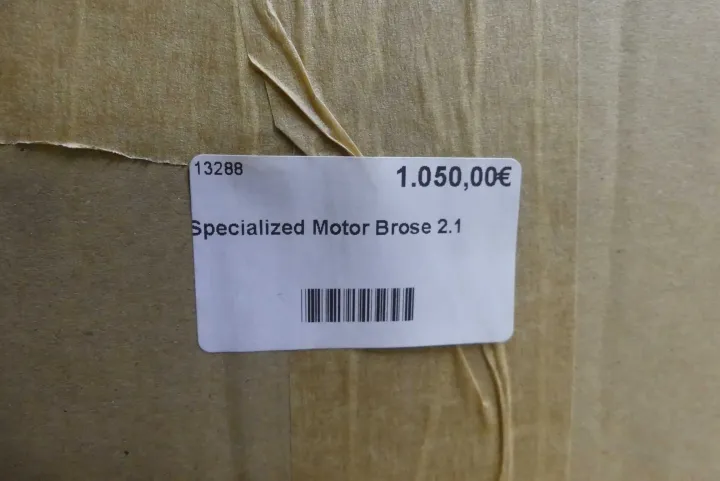 13288
1.050,00€
Specialized Motor Brose 2.1